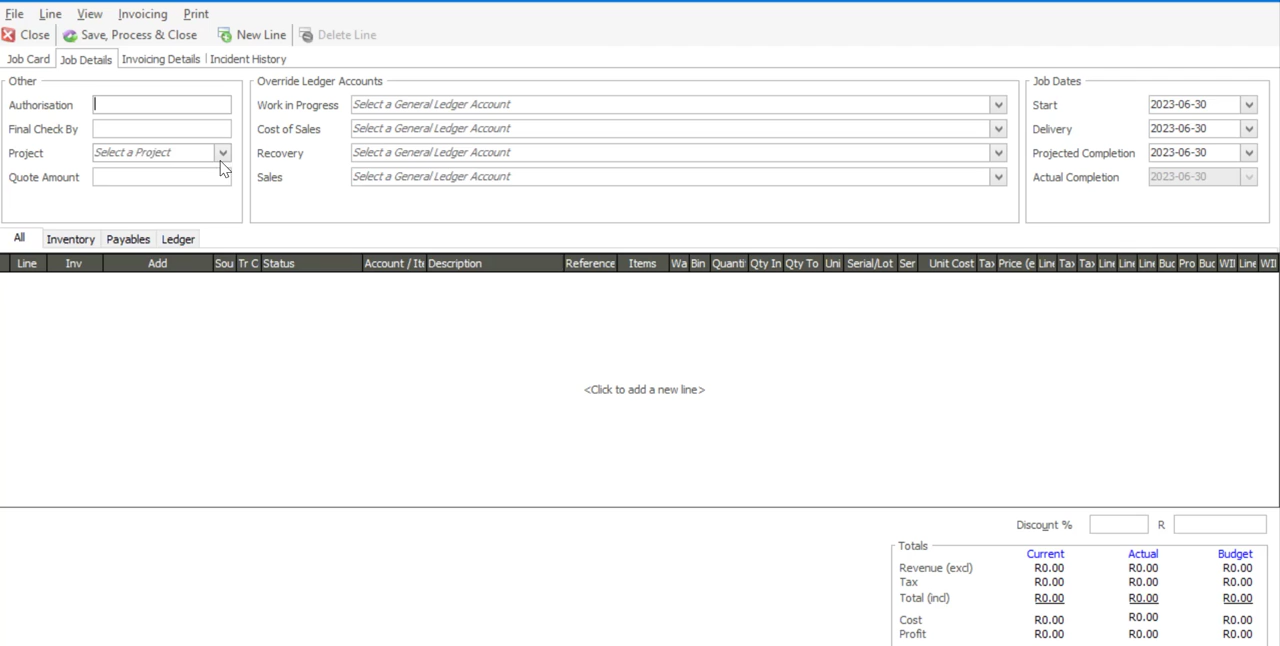 File Line View Invoicing Print
Close Save, Process & Close New Line Delete Line
Job Card Job Details Invoicing Details Incident History
Other Override Ledger Accounts Job Dates
Authorisation Work in Progress Select a General Ledger Account Start 2023-06-30
Final Check By Cost of Sales Select a General Ledger Account Delivery 2023-06-30
Project Select a Project Recovery Select a General Ledger Account Projected Completion 2023-06-30
Quote Amount Sales Select a General Ledger Account Actual Completion 2023-06-30
All Inventory Payables Ledger
Line Inv Add Sou Tr C Status Account / Ite Description Reference Items Wa Bin Quanti Qty In Qty To Uni Serial/Lot Ser Unit Cost Tax Price (e Line Tax Tax Line Line Line Buc Pro Buc WII Line WII
<Click to add a new line>
Discount % R
Totals Current Actual Budget
Revenue (excl) R0.00 R0.00 R0.00
Tax R0.00 R0.00 R0.00
Total (incl) R0.00 R0.00 R0.00
Cost R0.00 R0.00 R0.00
Profit R0.00 R0.00 R0.00